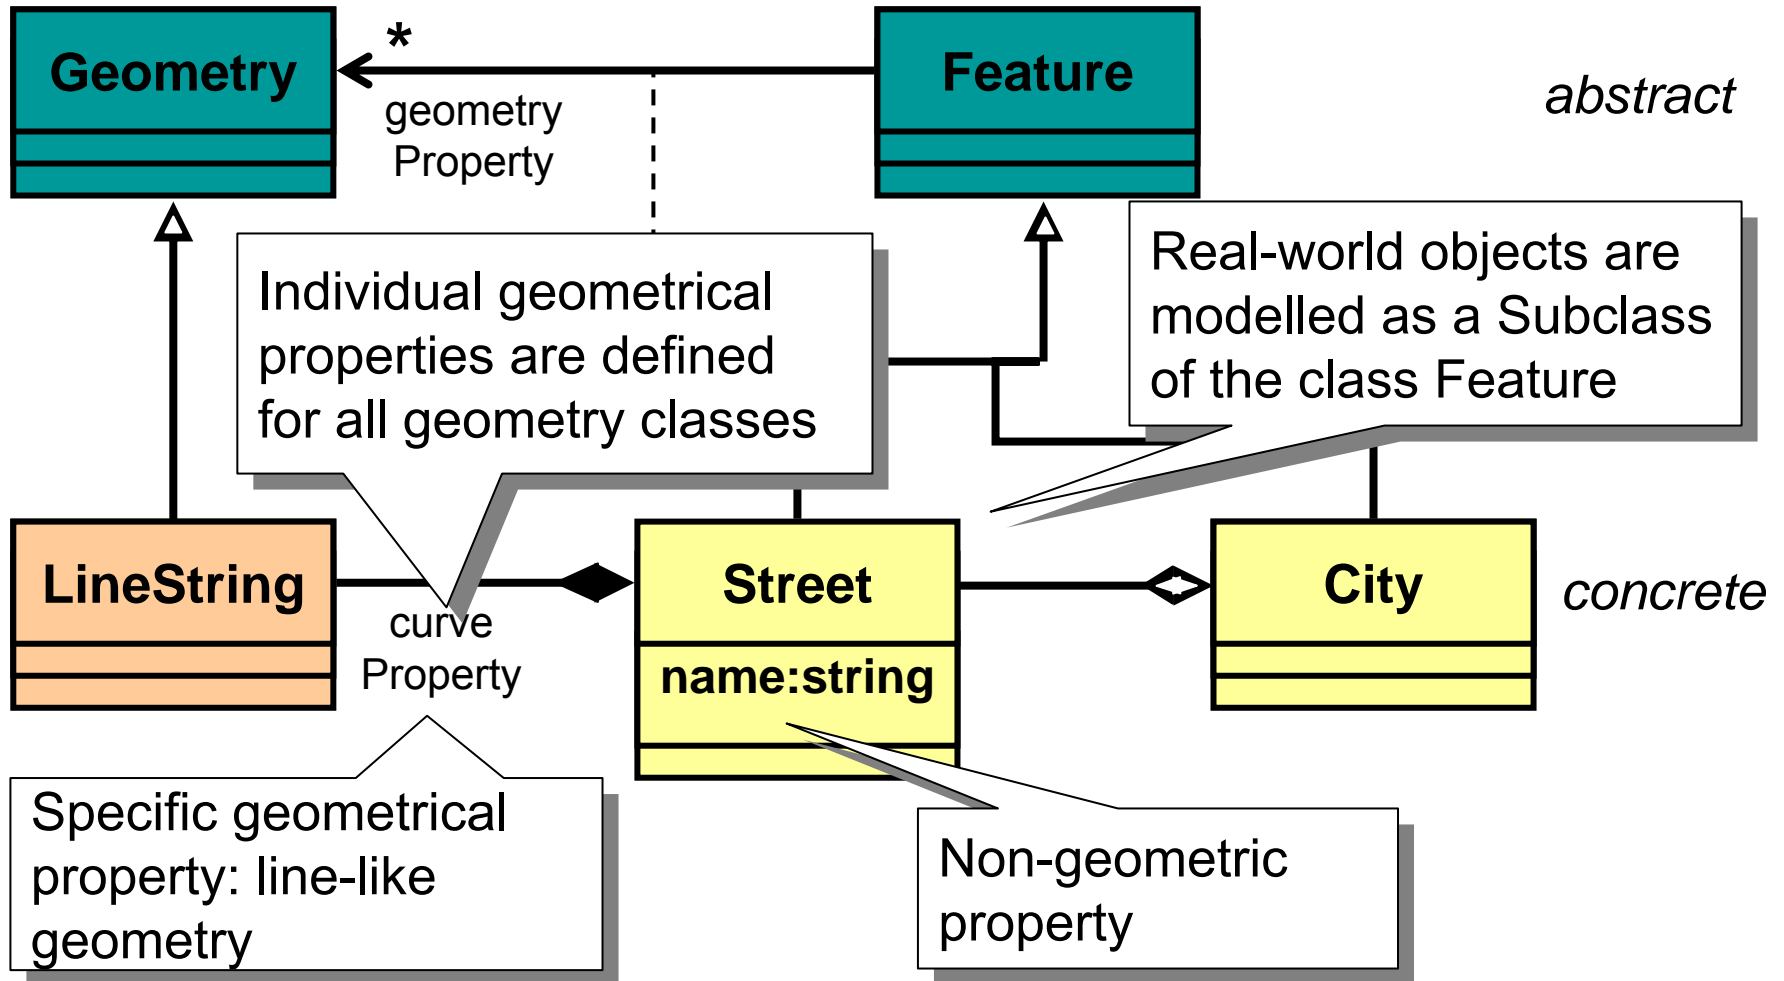 Geometry
*
geometry
Property
Feature
abstract
Individual geometrical
properties are defined
for all geometry classes
Real-world objects are
modelled as a Subclass
of the class Feature
LineString
curve
Property
Street
name:string
City
concrete
Specific geometrical
property: line-like
geometry
Non-geometric
property